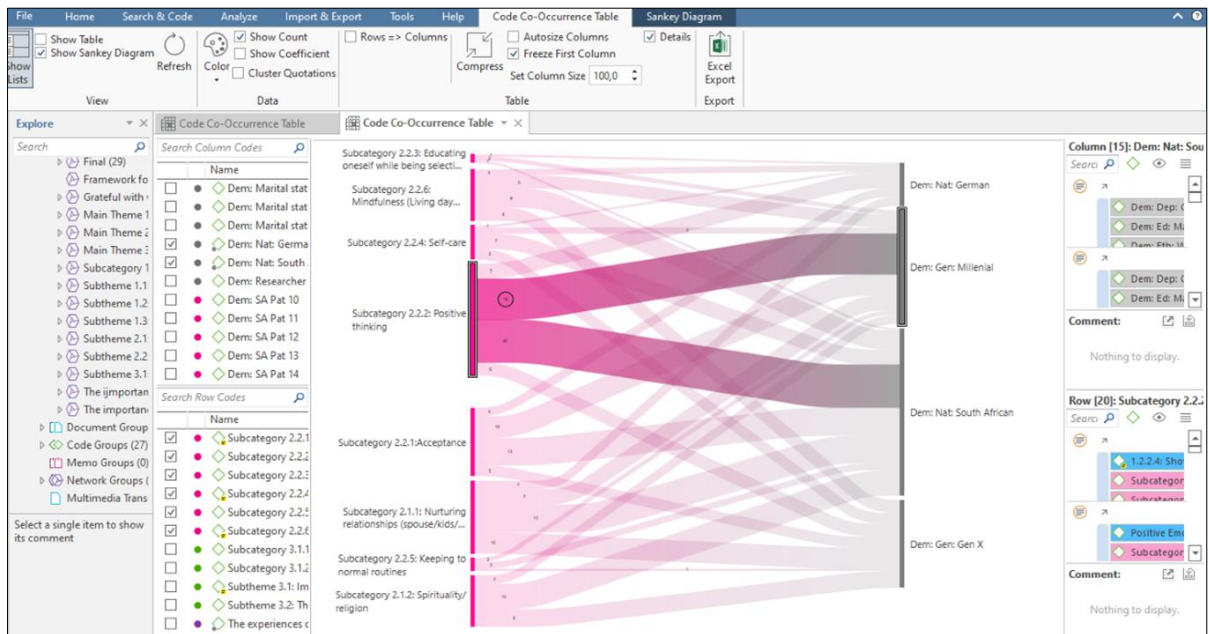 File Home Search & Code Analyze Import & Export Tools Help Code Co-Occurrence Table Sankey Diagram
Show Lists
Show Table
Show Sankey Diagram
View
Refresh
Color
Show Count
Show Coefficient
Cluster Quotations
Data
Rows => Columns
Compress
Autosize Columns
Freeze First Column
Set Column Size 100,0
Details
Table
Excel Export
Export
Explore
Search
Final (29)
Framework fo
Grateful with
Main Theme 1
Main Theme 2
Main Theme 3
Subcategory 1
Subtheme 1.1
Subtheme 1.2
Subtheme 1.3
Subtheme 2.1
Subtheme 2.2
Subtheme 3.1
The ijmportan
The importan
Document Group
Code Groups (27)
Memo Groups (0)
Network Groups (
Multimedia Trans
Select a single item to show
its comment
Code Co-Occurrence Table
Code Co-Occurrence Table
Search Column Codes
Name
Dem: Marital stat
Dem: Marital stat
Dem: Marital stat
Dem: Nat: Germa
Dem: Nat: South
Dem: Researcher
Dem: SA Pat 10
Dem: SA Pat 11
Dem: SA Pat 12
Dem: SA Pat 13
Dem: SA Pat 14
Search Row Codes
Name
Subcategory 2.2.1
Subcategory 2.2.2
Subcategory 2.2.3
Subcategory 2.2.4
Subcategory 2.2.5
Subcategory 2.2.6
Subcategory 3.1.1
Subcategory 3.1.2
Subtheme 3.1: Im
Subtheme 3.2: Th
The experiences c
Subcategory 2.2.3: Educating
oneself while being selecti...
Subcategory 2.2.6:
Mindfulness (Living day...
Subcategory 2.2.4: Self-care
Subcategory 2.2.2: Positive
thinking
Subcategory 2.2.1:Acceptance
Subcategory 2.1.1: Nurturing
relationships (spouse/kids/...
Subcategory 2.2.5: Keeping to
normal routines
Subcategory 2.1.2: Spirituality/
religion
Dem: Nat: German
Dem: Gen: Millenial
Dem: Nat: South African
Dem: Gen: Gen X
Column [15]: Dem: Nat: Sou
Searc
Dem: Dep: C
Dem: Ed: Ma
Dem: Eth: W
Dem: Dep: C
Dem: Ed: Ma
Comment:
Nothing to display.
Row [20]: Subcategory 2.2.2
Searc
1.2.2.4: Sho
Subcategor
Subcategor
Positive Emo
Subcategor
Comment:
Nothing to display.